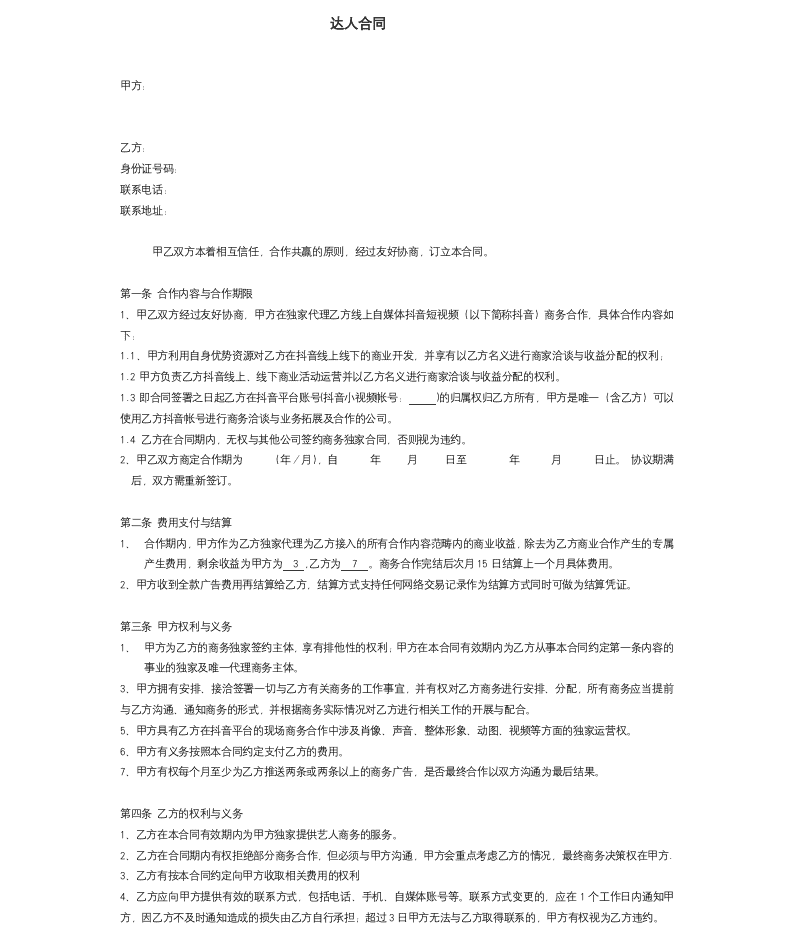 达人合同
甲方：
乙方：
身份证号码：
联系电话：
联系地址：
甲乙双方本着相互信任，合作共赢的原则，经过友好协商，订立本合同。
第一条 合作内容与合作期限
1．甲乙双方经过友好协商，甲方在独家代理乙方线上自媒体抖音短视频（以下简称抖音）商务合作，具体合作内容如
下：
1.1．甲方利用自身优势资源对乙方在抖音线上线下的商业开发，并享有以乙方名义进行商家洽谈与收益分配的权利；
1.2 甲方负责乙方抖音线上、线下商业活动运营并以乙方名义进行商家洽谈与收益分配的权利。
1.3 即合同签署之日起乙方在抖音平台账号(抖音小视频帐号：_____)的归属权归乙方所有，甲方是唯一（含乙方）可以
使用乙方抖音帐号进行商务洽谈与业务拓展及合作的公司。
1.4 乙方在合同期内，无权与其他公司签约商务独家合同，否则视为违约。
2．甲乙双方商定合作期为 （年／月），自 年 月 日至 年 月 日止。 协议期满
后，双方需重新签订。
第二条 费用支付与结算
1． 合作期内，甲方作为乙方独家代理为乙方接入的所有合作内容范畴内的商业收益，除去为乙方商业合作产生的专属
产生费用，剩余收益为甲方为 3 ,乙方为 7 。商务合作完结后次月 15 日结算上一个月具体费用。
2．甲方收到全款广告费用再结算给乙方，结算方式支持任何网络交易记录作为结算方式同时可做为结算凭证。
第三条 甲方权利与义务
1． 甲方为乙方的商务独家签约主体，享有排他性的权利；甲方在本合同有效期内为乙方从事本合同约定第一条内容的
事业的独家及唯一代理商务主体。
3．甲方拥有安排、接洽签署一切与乙方有关商务的工作事宜，并有权对乙方商务进行安排、分配，所有商务应当提前
与乙方沟通、通知商务的形式，并根据商务实际情况对乙方进行相关工作的开展与配合。
5．甲方具有乙方在抖音平台的现场商务合作中涉及肖像、声音、整体形象、动图、视频等方面的独家运营权。
6．甲方有义务按照本合同约定支付乙方的费用。
7．甲方有权每个月至少为乙方推送两条或两条以上的商务广告，是否最终合作以双方沟通为最后结果。
第四条 乙方的权利与义务
1．乙方在本合同有效期内为甲方独家提供艺人商务的服务。
2．乙方在合同期内有权拒绝部分商务合作，但必须与甲方沟通，甲方会重点考虑乙方的情况，最终商务决策权在甲方.
3．乙方有按本合同约定向甲方收取相关费用的权利
4．乙方应向甲方提供有效的联系方式，包括电话、手机、自媒体账号等。联系方式变更的，应在 1 个工作日内通知甲
方，因乙方不及时通知造成的损失由乙方自行承担；超过 3 日甲方无法与乙方取得联系的，甲方有权视为乙方违约。